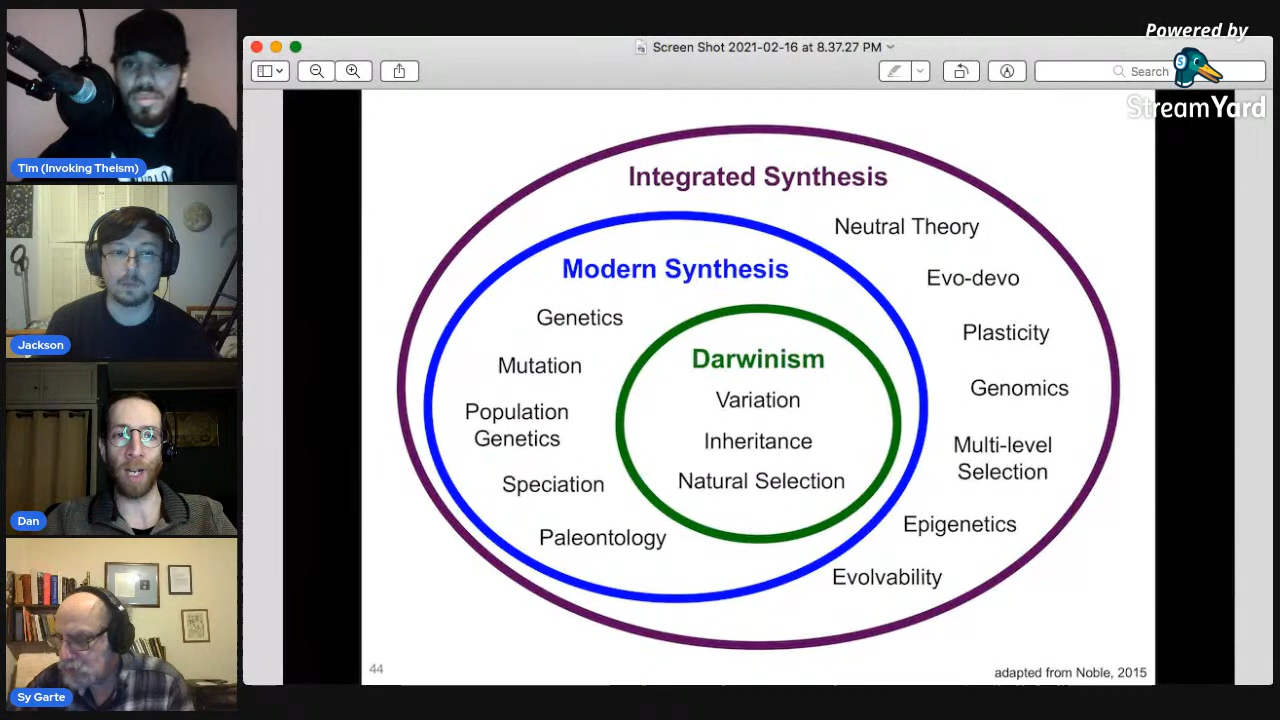 Powered by
StreamYard
Screen Shot 2021-02-16 at 8.37.27 PM
Search
Tim (Invoking Theism)
Jackson
Dan
Sy Garte
Integrated Synthesis
Neutral Theory
Evo-devo
Plasticity
Genomics
Multi-level
Selection
Epigenetics
Evolvability
Modern Synthesis
Genetics
Mutation
Population
Genetics
Speciation
Paleontology
Darwinism
Variation
Inheritance
Natural Selection
44
adapted from Noble, 2015